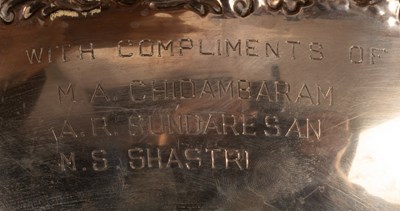 WITH COMPLIMENTS OF
M.A. CHIDAMBARAM
A.R. SUNDARESAN
N.S. SHASTRI